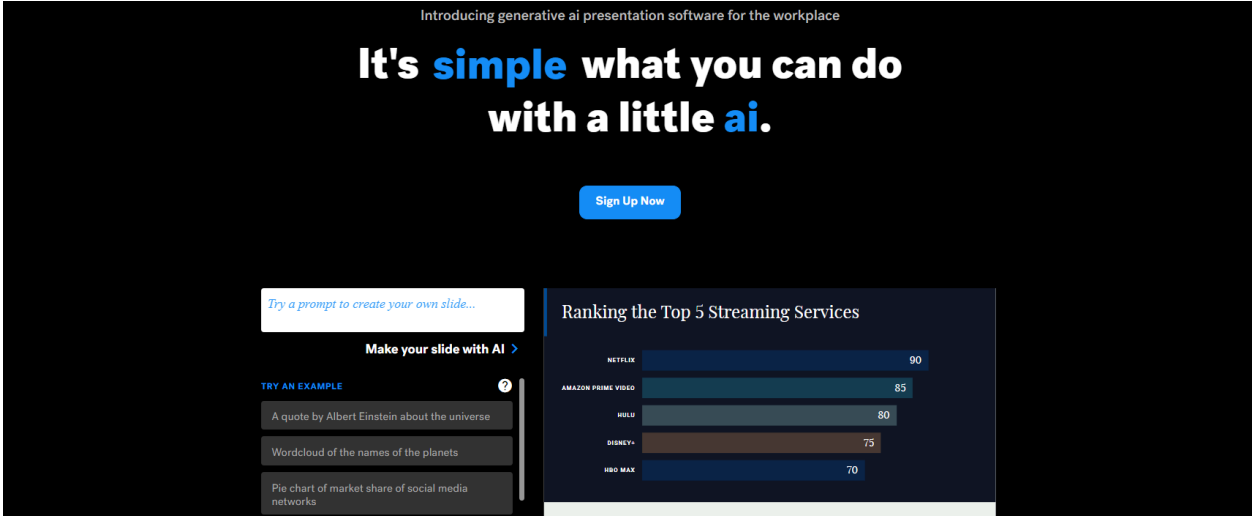 Introducing generative ai presentation software for the workplace
It's simple what you can do
with a little ai.
Sign Up Now
Try a prompt to create your own slide...
Make your slide with AI >
TRY AN EXAMPLE ?
A quote by Albert Einstein about the universe
Wordcloud of the names of the planets
Pie chart of market share of social media
networks
Ranking the Top 5 Streaming Services
NETFLIX 90
AMAZON PRIME VIDEO 85
HULU 80
DISNEY+ 75
HBO MAX 70